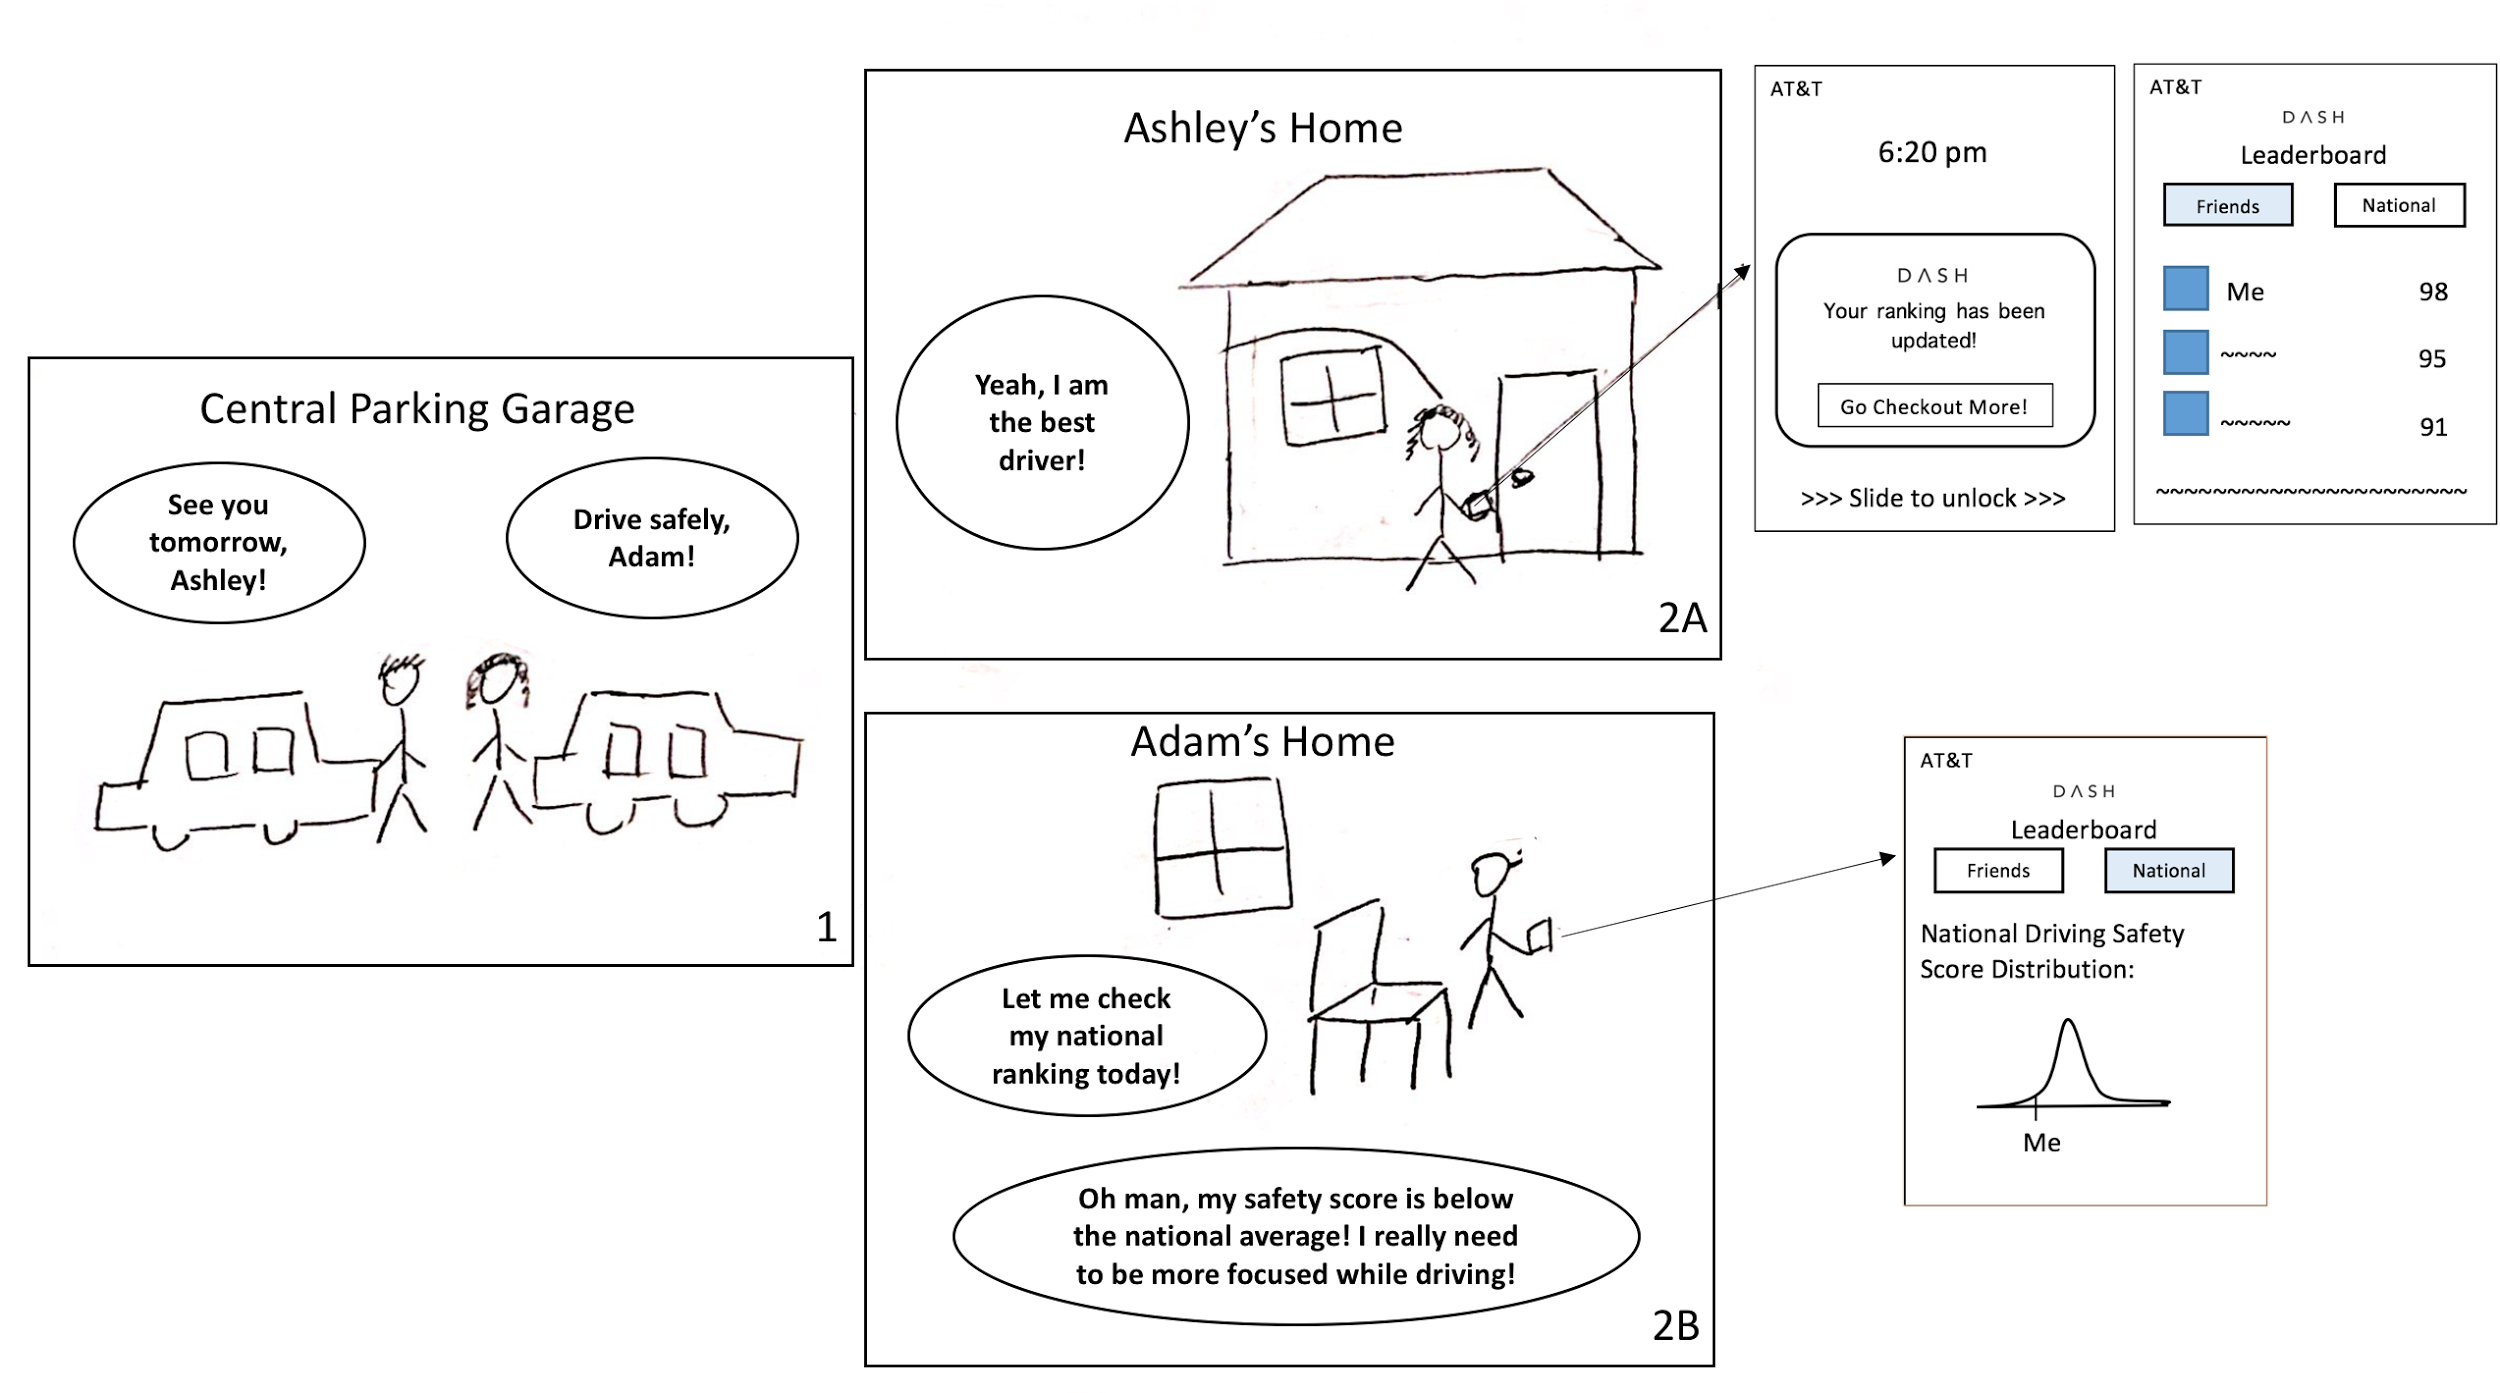 Central Parking Garage
See you
tomorrow,
Ashley!
Drive safely,
Adam!
1
Ashley’s Home
Yeah, I am
the best
driver!
2A
AT&T
6:20 pm
DΛSH
Your ranking has been
updated!
Go Checkout More!
>>> Slide to unlock >>>
AT&T
DΛSH
Leaderboard
Friends National
Me 98
~~~~ 95
~~~~~ 91
~~~~~~~~~~~~~~~~~~~~~~
Adam’s Home
Let me check
my national
ranking today!
Oh man, my safety score is below
the national average! I really need
to be more focused while driving!
2B
AT&T
DΛSH
Leaderboard
Friends National
National Driving Safety
Score Distribution:
Me